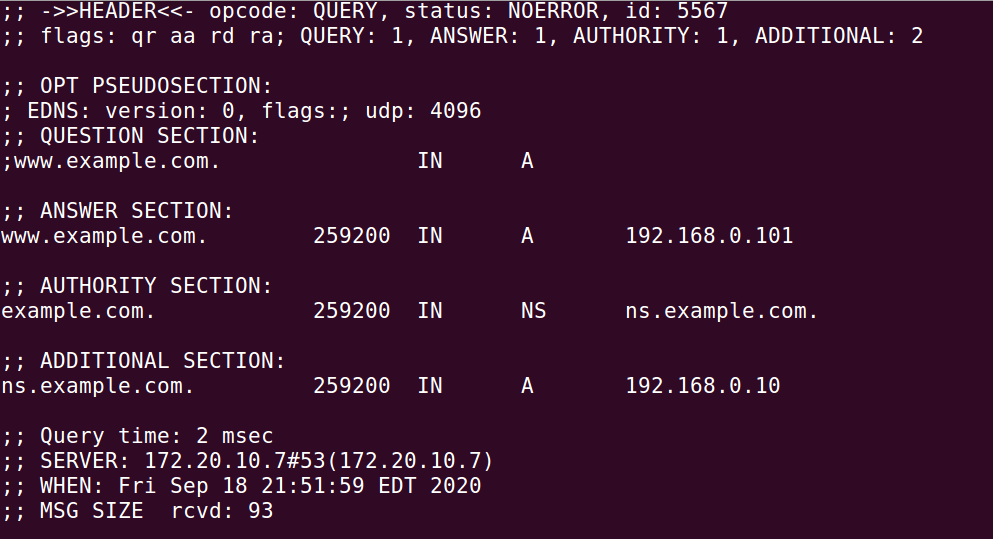 ;; ->>HEADER<<- opcode: QUERY, status: NOERROR, id: 5567
;; flags: qr aa rd ra; QUERY: 1, ANSWER: 1, AUTHORITY: 1, ADDITIONAL: 2
;; OPT PSEUDOSECTION:
; EDNS: version: 0, flags:; udp: 4096
;; QUESTION SECTION:
;www.example.com. IN A
;; ANSWER SECTION:
www.example.com. 259200 IN A 192.168.0.101
;; AUTHORITY SECTION:
example.com. 259200 IN NS ns.example.com.
;; ADDITIONAL SECTION:
ns.example.com. 259200 IN A 192.168.0.10
;; Query time: 2 msec
;; SERVER: 172.20.10.7#53(172.20.10.7)
;; WHEN: Fri Sep 18 21:51:59 EDT 2020
;; MSG SIZE  rcvd: 93